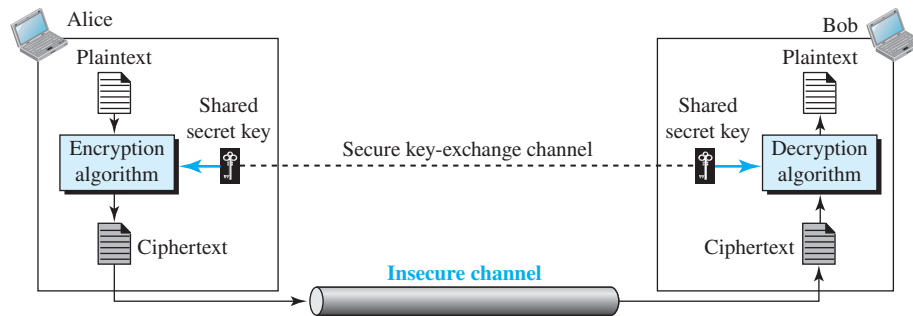 Alice
Bob
Plaintext
Plaintext
Shared
secret key
Shared
secret key
Encryption
algorithm
Secure key-exchange channel
Decryption
algorithm
Ciphertext
Ciphertext
Insecure channel